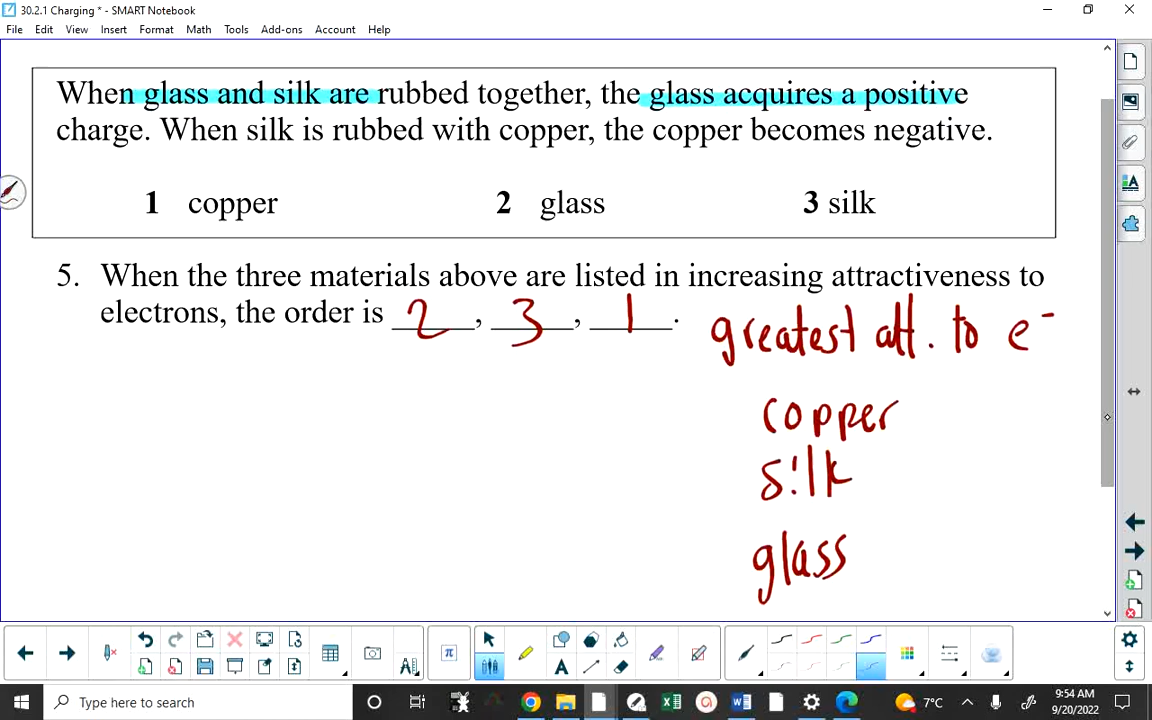 30.2.1 Charging * - SMART Notebook
File Edit View Insert Format Math Tools Add-ons Account Help
When glass and silk are rubbed together, the glass acquires a positive
charge. When silk is rubbed with copper, the copper becomes negative.
1 copper 2 glass 3 silk
5. When the three materials above are listed in increasing attractiveness to
electrons, the order is 2, 3, 1.
greatest att. to e⁻
copper
silk
glass
π
A
Type here to search
7°C
9:54 AM
9/20/2022